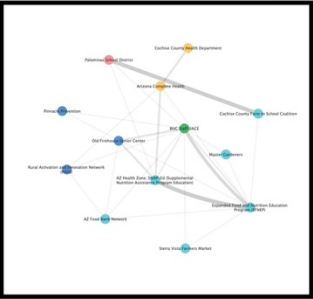 Cochise County Health Department
Palominas School District
Arizona Complete Health
Pinnacle Prevention
Cochise County Farm to School Coalition
Old Firehouse Senior Center
Master Gardeners
Rural Activation and Innovation Network
AZ Health Zone, SNAP-Ed (Supplemental
Nutrition Assistance Program Education)
Expanded Food and Nutrition Education
Program (EFNEP)
AZ Food Bank Network
Sierra Vista Farmers Market